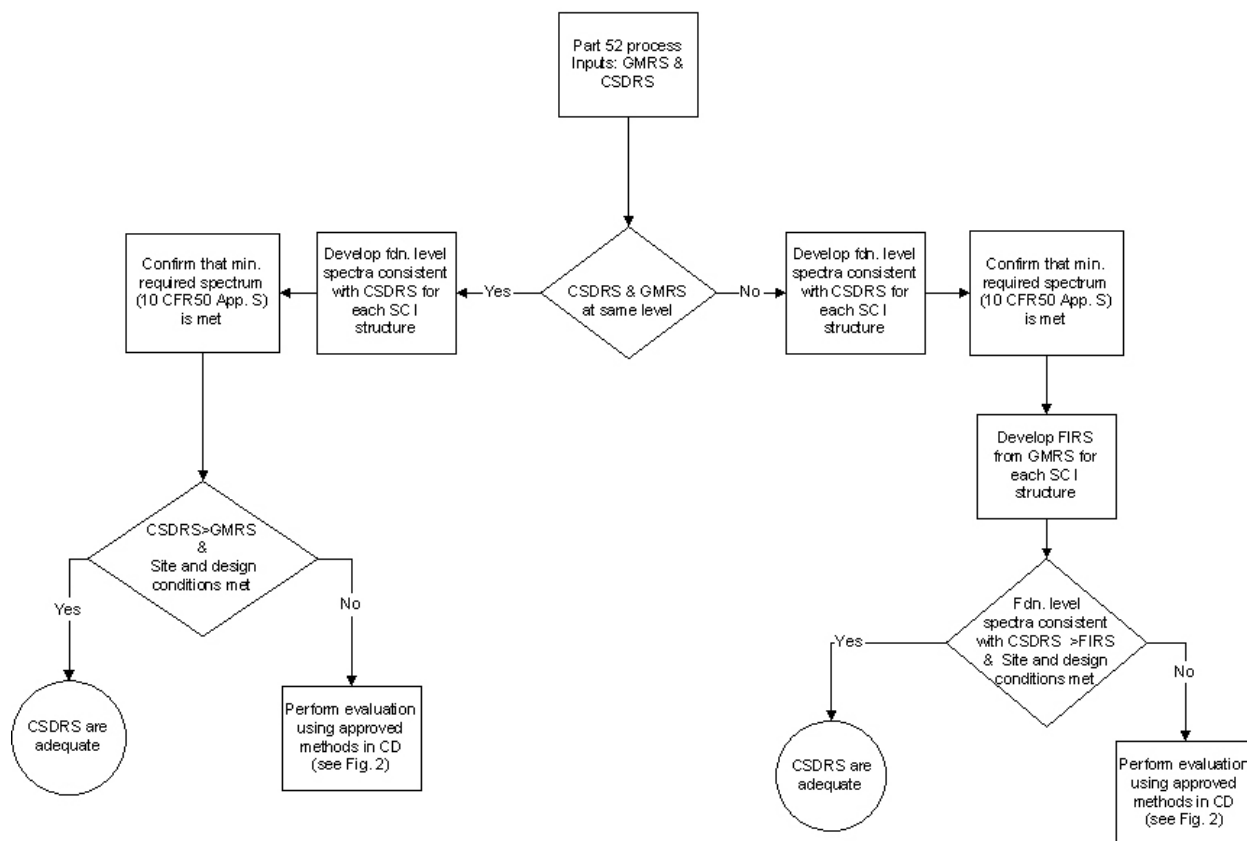 Part 52 process
Inputs: GMRS &
CSDRS
CSDRS & GMRS
at same level
Yes
No
Develop fdn. level
spectra consistent
with CSDRS for
each SC I
structure
Confirm that min.
required spectrum
(10 CFR50 App. S)
is met
CSDRS>GMRS
&
Site and design
conditions met
Yes
No
CSDRS are
adequate
Perform evaluation
using approved
methods in CD
(see Fig. 2)
Develop fdn. level
spectra consistent
with CSDRS for
each SC I
structure
Confirm that min.
required spectrum
(10 CFR50 App. S)
is met
Develop FIRS
from GMRS for
each SC I
structure
Fdn. level
spectra consistent
with CSDRS >FIRS
& Site and design
conditions met
Yes
No
CSDRS are
adequate
Perform evaluation
using approved
methods in CD
(see Fig. 2)